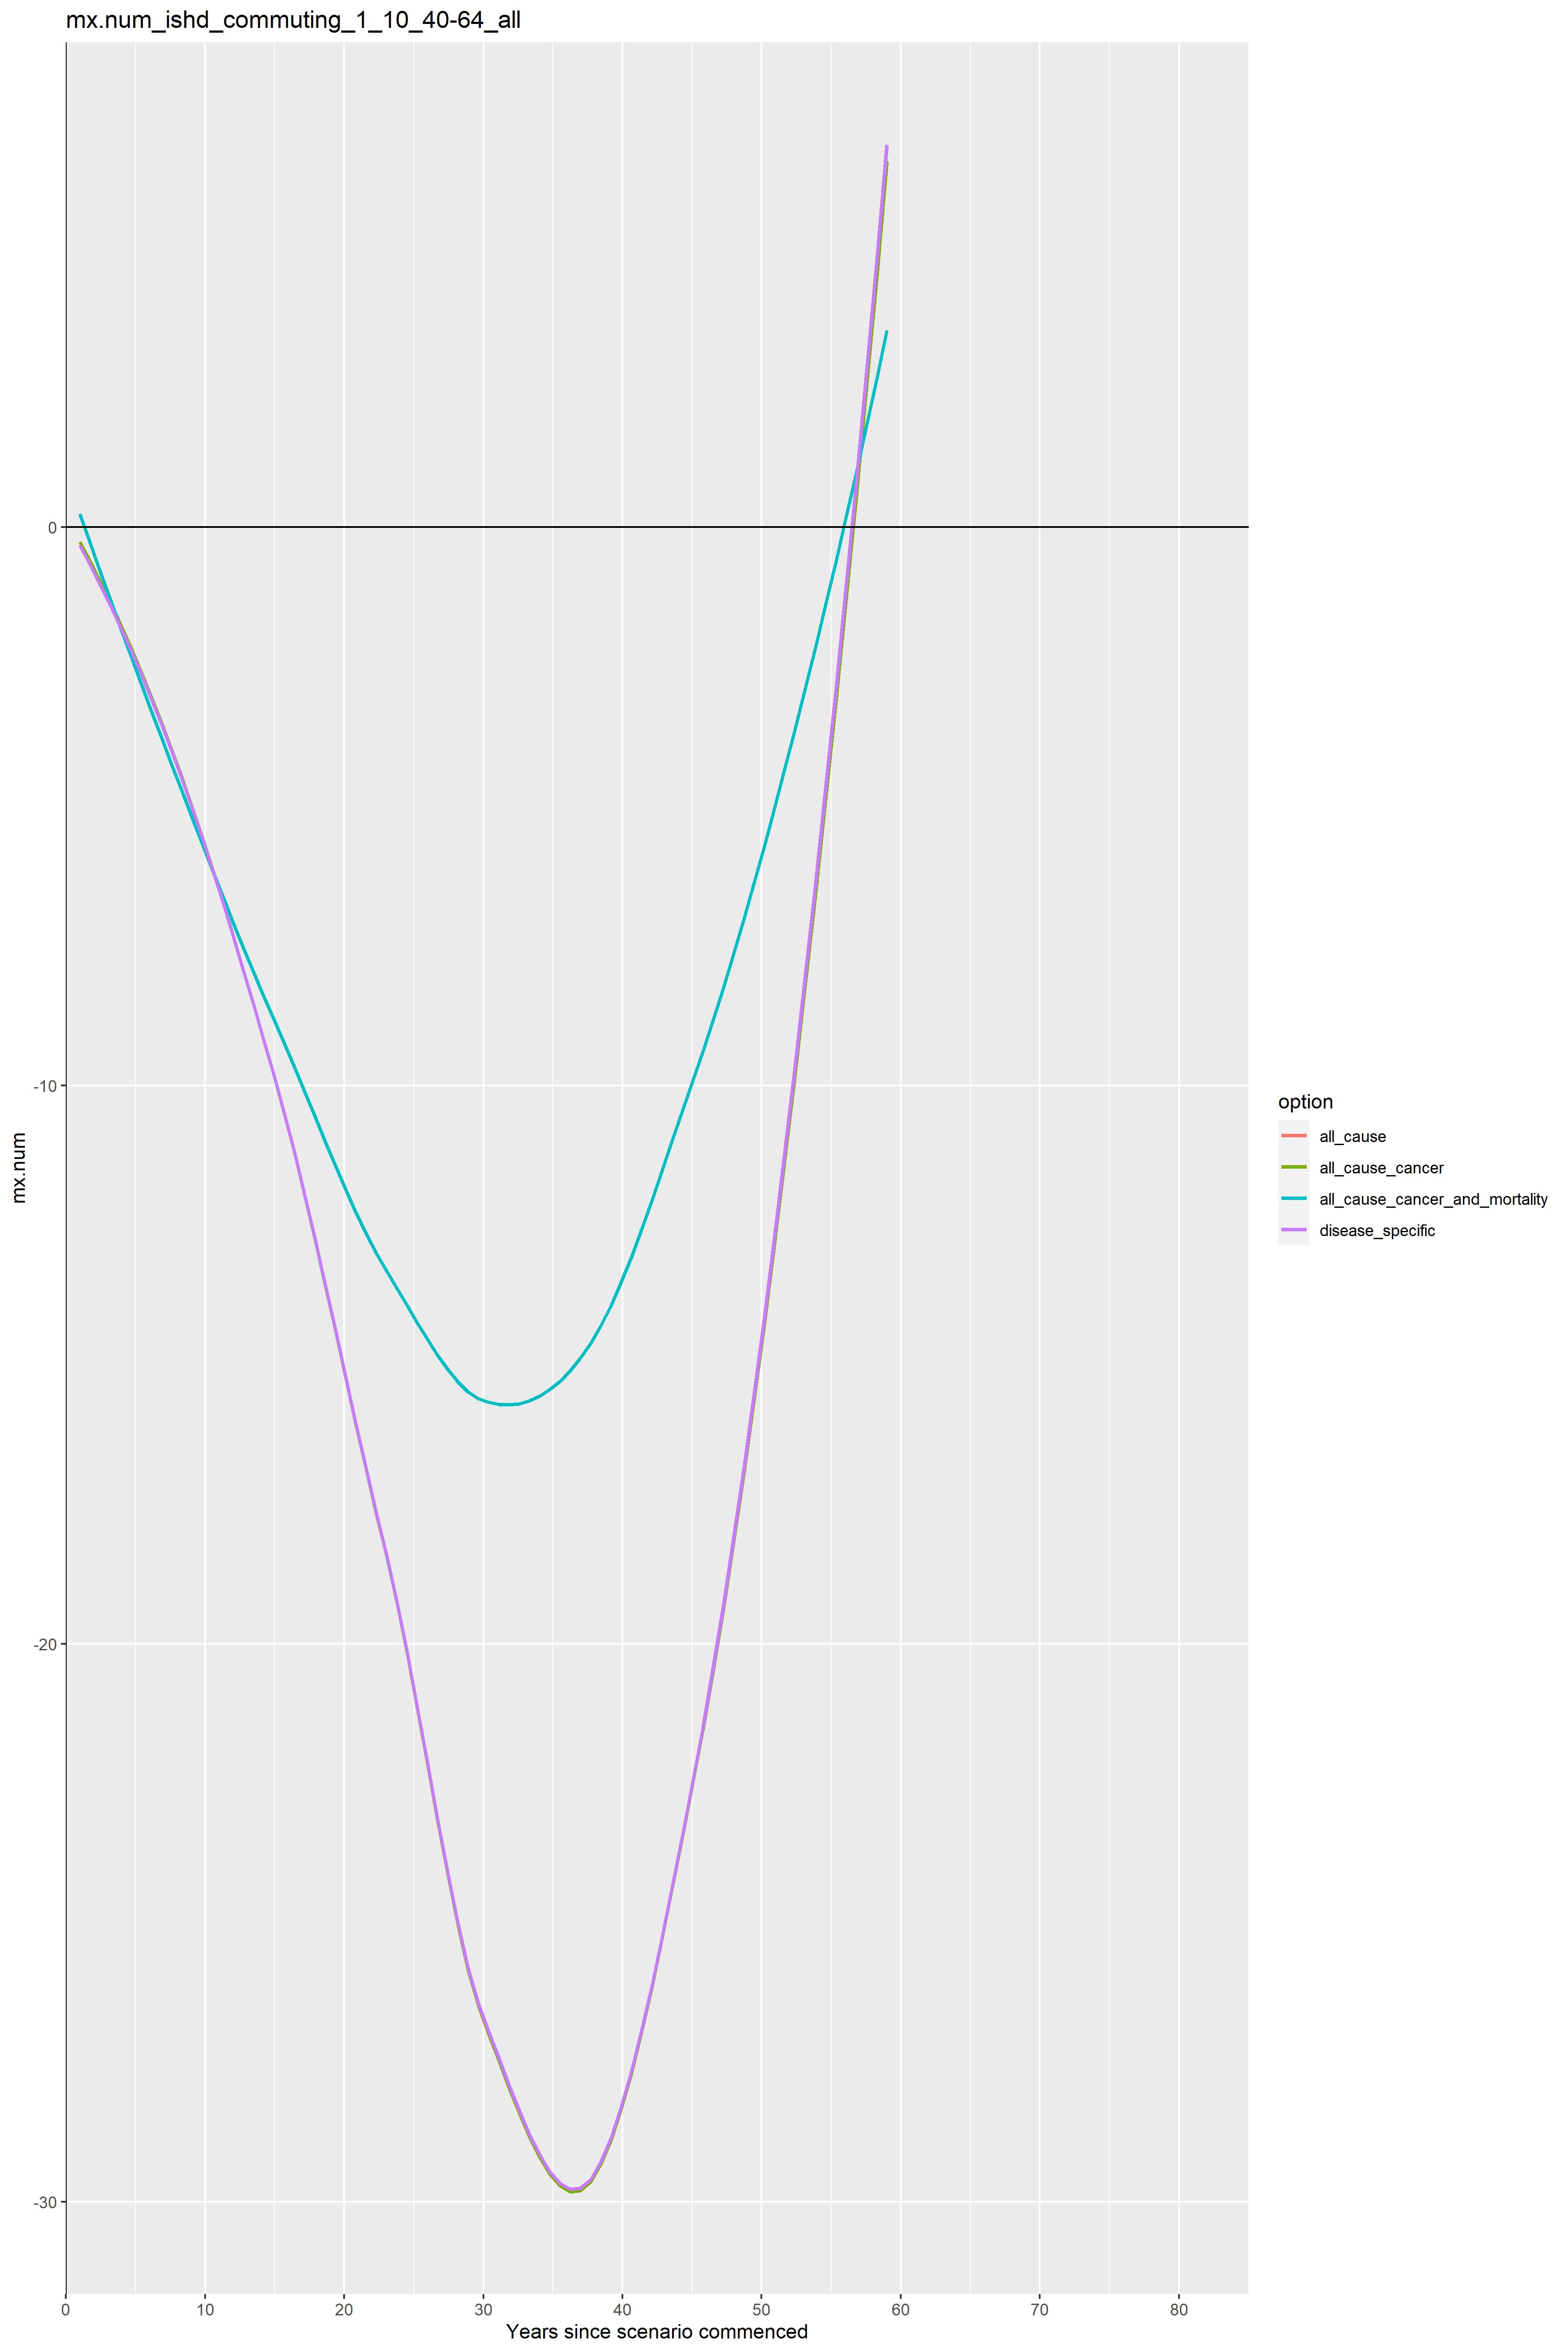 mx.num_ishd_commuting_1_10_40-64_all
0
-10
-20
-30
mx.num
0 10 20 30 40 50 60 70 80
Years since scenario commenced
option
all_cause
all_cause_cancer
all_cause_cancer_and_mortality
disease_specific